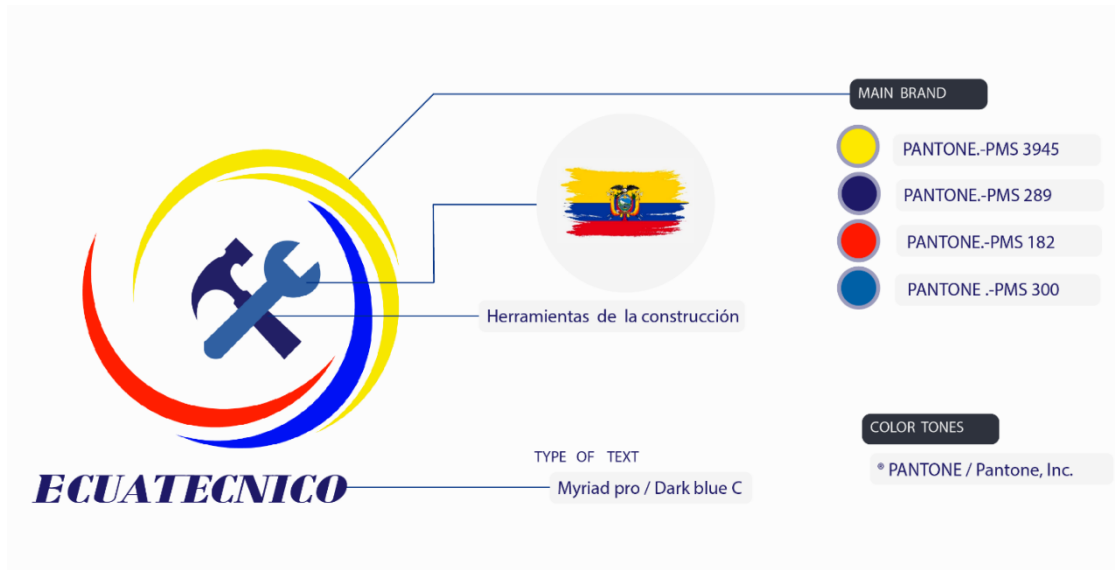 MAIN BRAND
PANTONE.-PMS 3945
PANTONE.-PMS 289
PANTONE.-PMS 182
PANTONE .-PMS 300
Herramientas de la construcción
COLOR TONES
® PANTONE / Pantone, Inc.
TYPE OF TEXT
Myriad pro / Dark blue C
ECUATECNICO